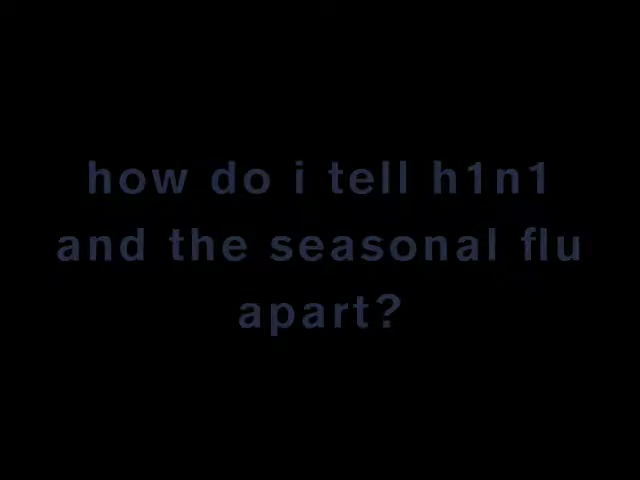 how do i tell h1n1
and the seasonal flu
apart?